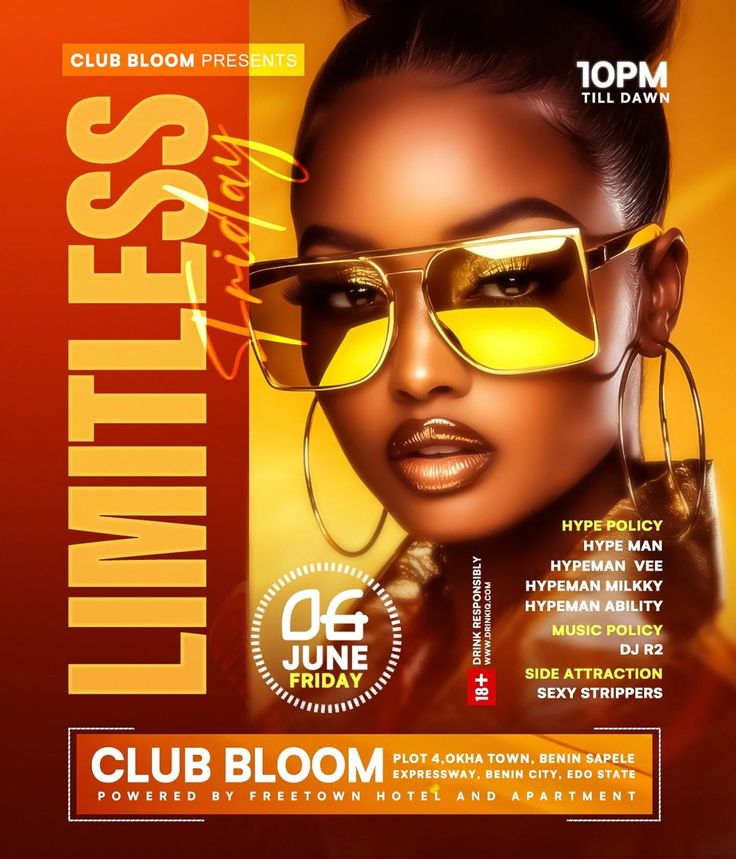 CLUB BLOOM PRESENTS
10PM
TILL DAWN
LIMITLESS
Friday
HYPE POLICY
HYPE MAN
HYPEMAN VEE
HYPEMAN MILKKY
HYPEMAN ABILITY
MUSIC POLICY
DJ R2
SIDE ATTRACTION
SEXY STRIPPERS
DRINK RESPONSIBLY
WWW.DRINKIQ.COM
18+
06
JUNE
FRIDAY
CLUB BLOOM
PLOT 4,OKHA TOWN, BENIN SAPELE
EXPRESSWAY, BENIN CITY, EDO STATE
POWERED BY FREETOWN HOTEL AND APARTMENT